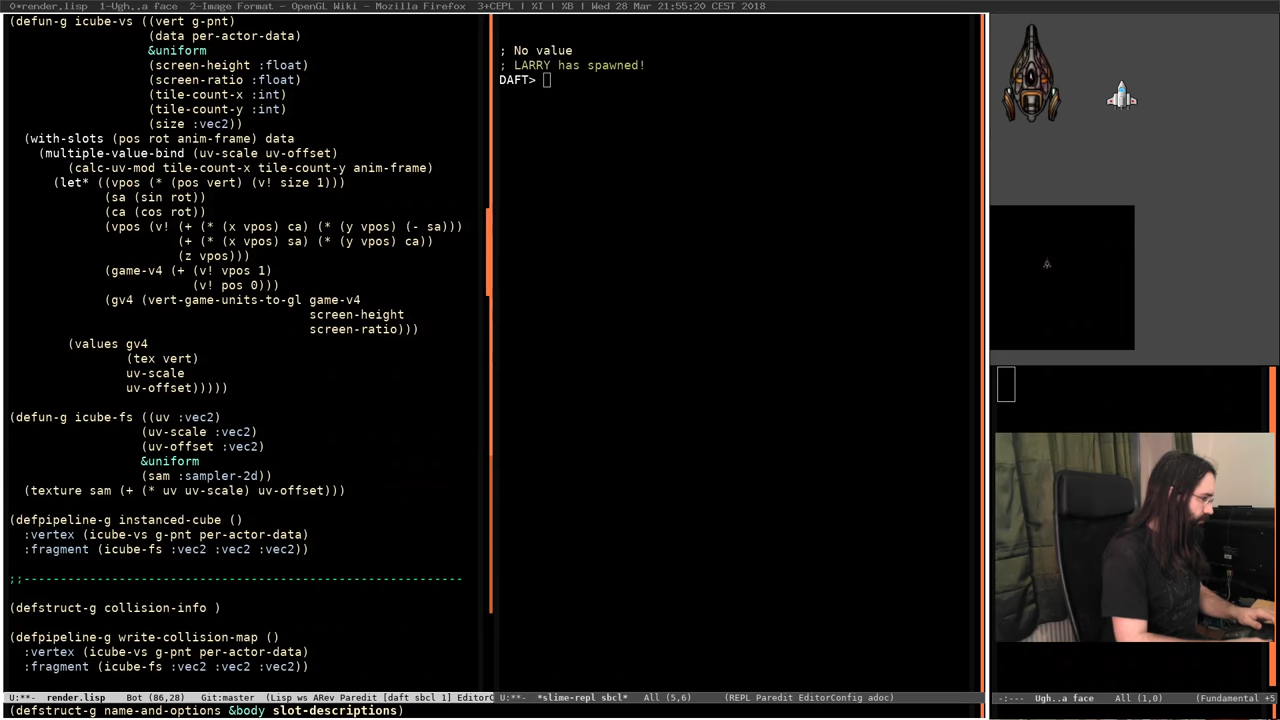 0*render.lisp  1-Ugh..a face  2-Image Format - OpenGL Wiki - Mozilla Firefox  3+CEPL | %I | %B | Wed 28 Mar 21:55:20 CEST 2018
(defun-g icube-vs ((vert g-pnt)
(data per-actor-data)
&uniform
(screen-height :float)
(screen-ratio :float)
(tile-count-x :int)
(tile-count-y :int)
(size :vec2))
(with-slots (pos rot anim-frame) data
(multiple-value-bind (uv-scale uv-offset)
(calc-uv-mod tile-count-x tile-count-y anim-frame)
(let* ((vpos (* (pos vert) (v! size 1)))
(sa (sin rot))
(ca (cos rot))
(vpos (v! (+ (* (x vpos) ca) (* (y vpos) (- sa)))
(+ (* (x vpos) sa) (* (y vpos) ca))
(z vpos)))
(game-v4 (+ (v! vpos 1)
(v! pos 0)))
(gv4 (vert-game-units-to-gl game-v4
screen-height
screen-ratio)))
(values gv4
(tex vert)
uv-scale
uv-offset)))))
(defun-g icube-fs ((uv :vec2)
(uv-scale :vec2)
(uv-offset :vec2)
&uniform
(sam :sampler-2d))
(texture sam (+ (* uv uv-scale) uv-offset)))
(defpipeline-g instanced-cube ()
:vertex (icube-vs g-pnt per-actor-data)
:fragment (icube-fs :vec2 :vec2 :vec2))
;;------------------------------------------------------------
(defstruct-g collision-info )
(defpipeline-g write-collision-map ()
:vertex (icube-vs g-pnt per-actor-data)
:fragment (icube-fs :vec2 :vec2 :vec2))
U:**-  render.lisp   Bot (86,28)   Git:master  (Lisp ws ARev Paredit [daft sbcl 1] EditorC
(defstruct-g name-and-options &body slot-descriptions)
; No value
; LARRY has spawned!
DAFT>
U:**-  *slime-repl sbcl*   All (5,6)   (REPL Paredit EditorConfig adoc)
-:---  Ugh..a face   All (1,0)   (Fundamental +5